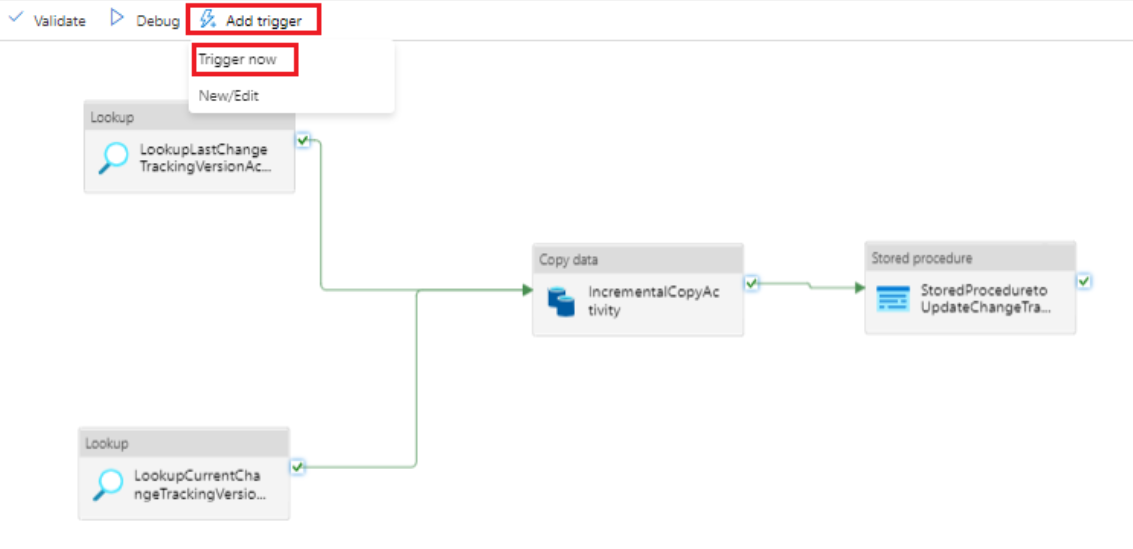 Validate Debug Add trigger
Trigger now
New/Edit
Lookup
LookupLastChange
TrackingVersionAc...
Copy data
IncrementalCopyAc
tivity
Stored procedure
StoredProcedureto
UpdateChangeTra...
Lookup
LookupCurrentCha
ngeTrackingVersio...